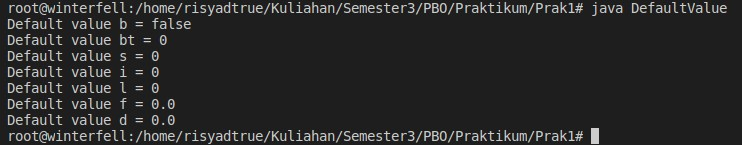 root@winterfell:/home/risyadtrue/Kuliahan/Semester3/PBO/Praktikum/Prak1# java DefaultValue
Default value b = false
Default value bt = 0
Default value s = 0
Default value i = 0
Default value l = 0
Default value f = 0.0
Default value d = 0.0
root@winterfell:/home/risyadtrue/Kuliahan/Semester3/PBO/Praktikum/Prak1#